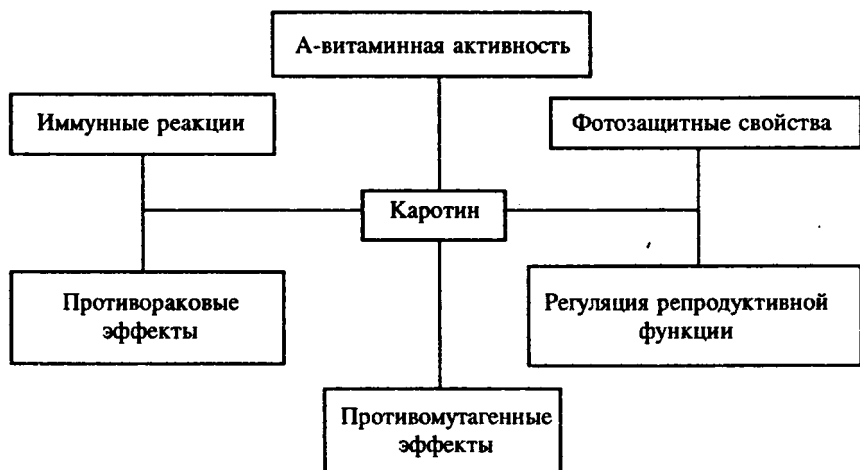 А-витаминная активность
Иммунные реакции
Фотозащитные свойства
Каротин
Противораковые
эффекты
Регуляция репродуктивной
функции
Противомутагенные
эффекты